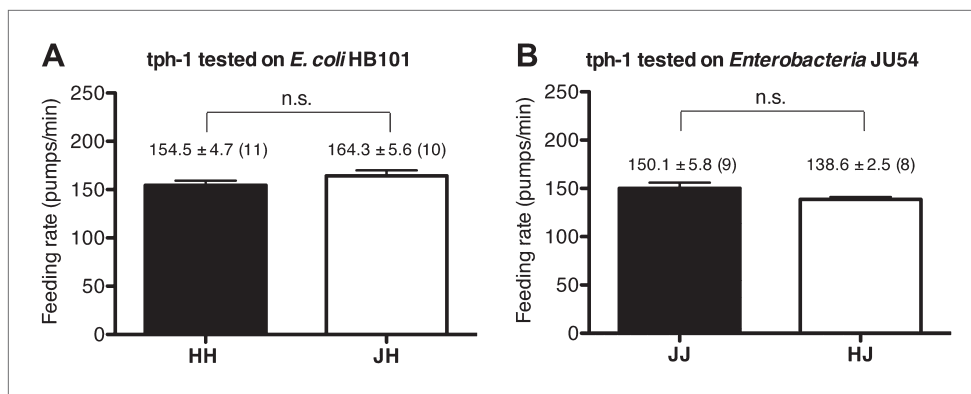 A
tph-1 tested on E. coli HB101
Feeding rate (pumps/min)
250
200
150
100
50
0
n.s.
154.5 ± 4.7 (11)
164.3 ± 5.6 (10)
HH
JH
B
tph-1 tested on Enterobacteria JU54
Feeding rate (pumps/min)
250
200
150
100
50
0
n.s.
150.1 ± 5.8 (9)
138.6 ± 2.5 (8)
JJ
HJ